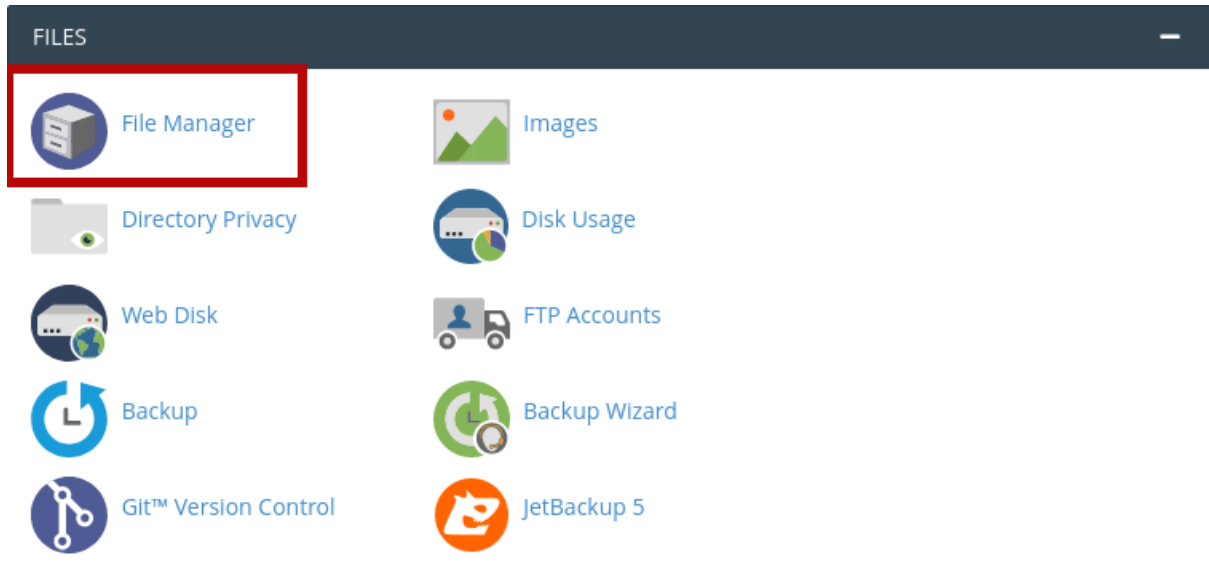 FILES
File Manager
Images
Directory Privacy
Disk Usage
Web Disk
FTP Accounts
Backup
Backup Wizard
Git™ Version Control
JetBackup 5